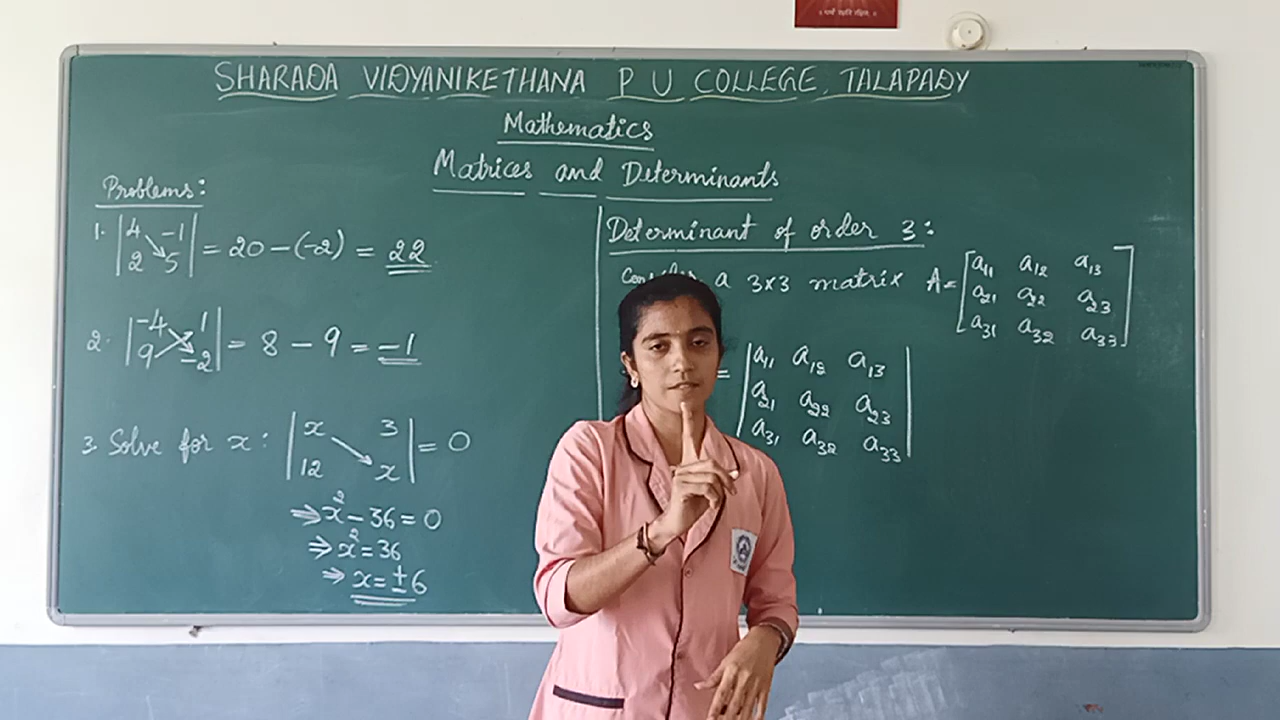 SHARADA VIDYANIKETHANA P U COLLEGE, TALAPADY
Mathematics
Matrices and Determinants
Problems:
1. | 4 -1 |
| 2 5 | = 20 - (-2) = 22
2. | -4 1 |
| 9 -2 | = 8 - 9 = -1
3. Solve for x: | x 3 |
| 12 x | = 0
⇒ x² - 36 = 0
⇒ x² = 36
⇒ x = ± 6
Determinant of order 3:
a 3×3 matrix A = [ a₁₁ a₁₂ a₁₃
a₂₁ a₂₂ a₂₃
a₃₁ a₃₂ a₃₃ ]
= | a₁₁ a₁₂ a₁₃ |
| a₂₁ a₂₂ a₂₃ |
| a₃₁ a₃₂ a₃₃ |